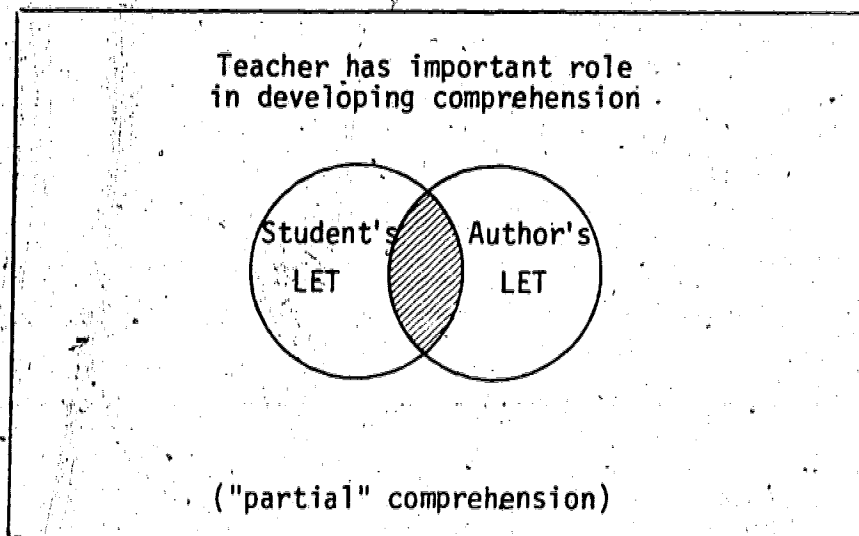 Teacher has important role
in developing comprehension
Student's
LET
Author's
LET
("partial" comprehension)